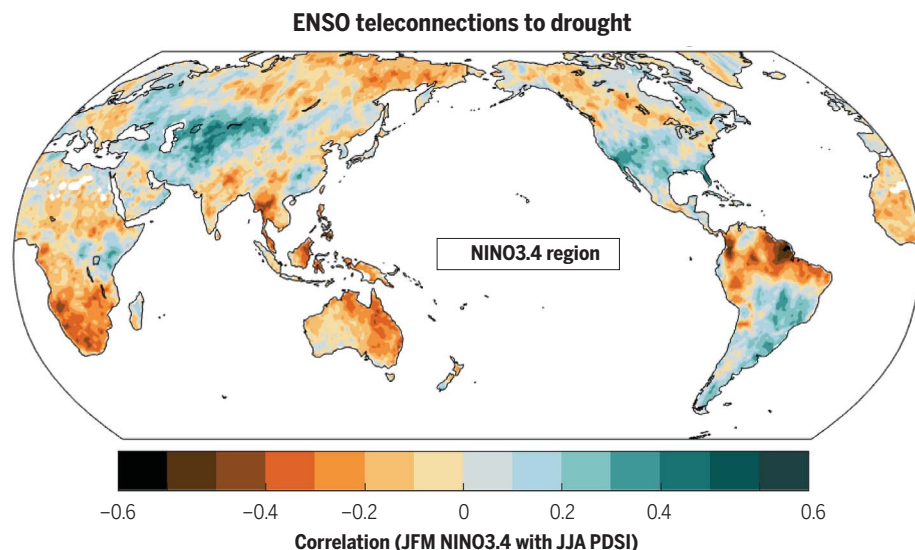 ENSO teleconnections to drought
NINO3.4 region
−0.6 −0.4 −0.2 0 0.2 0.4 0.6
Correlation (JFM NINO3.4 with JJA PDSI)